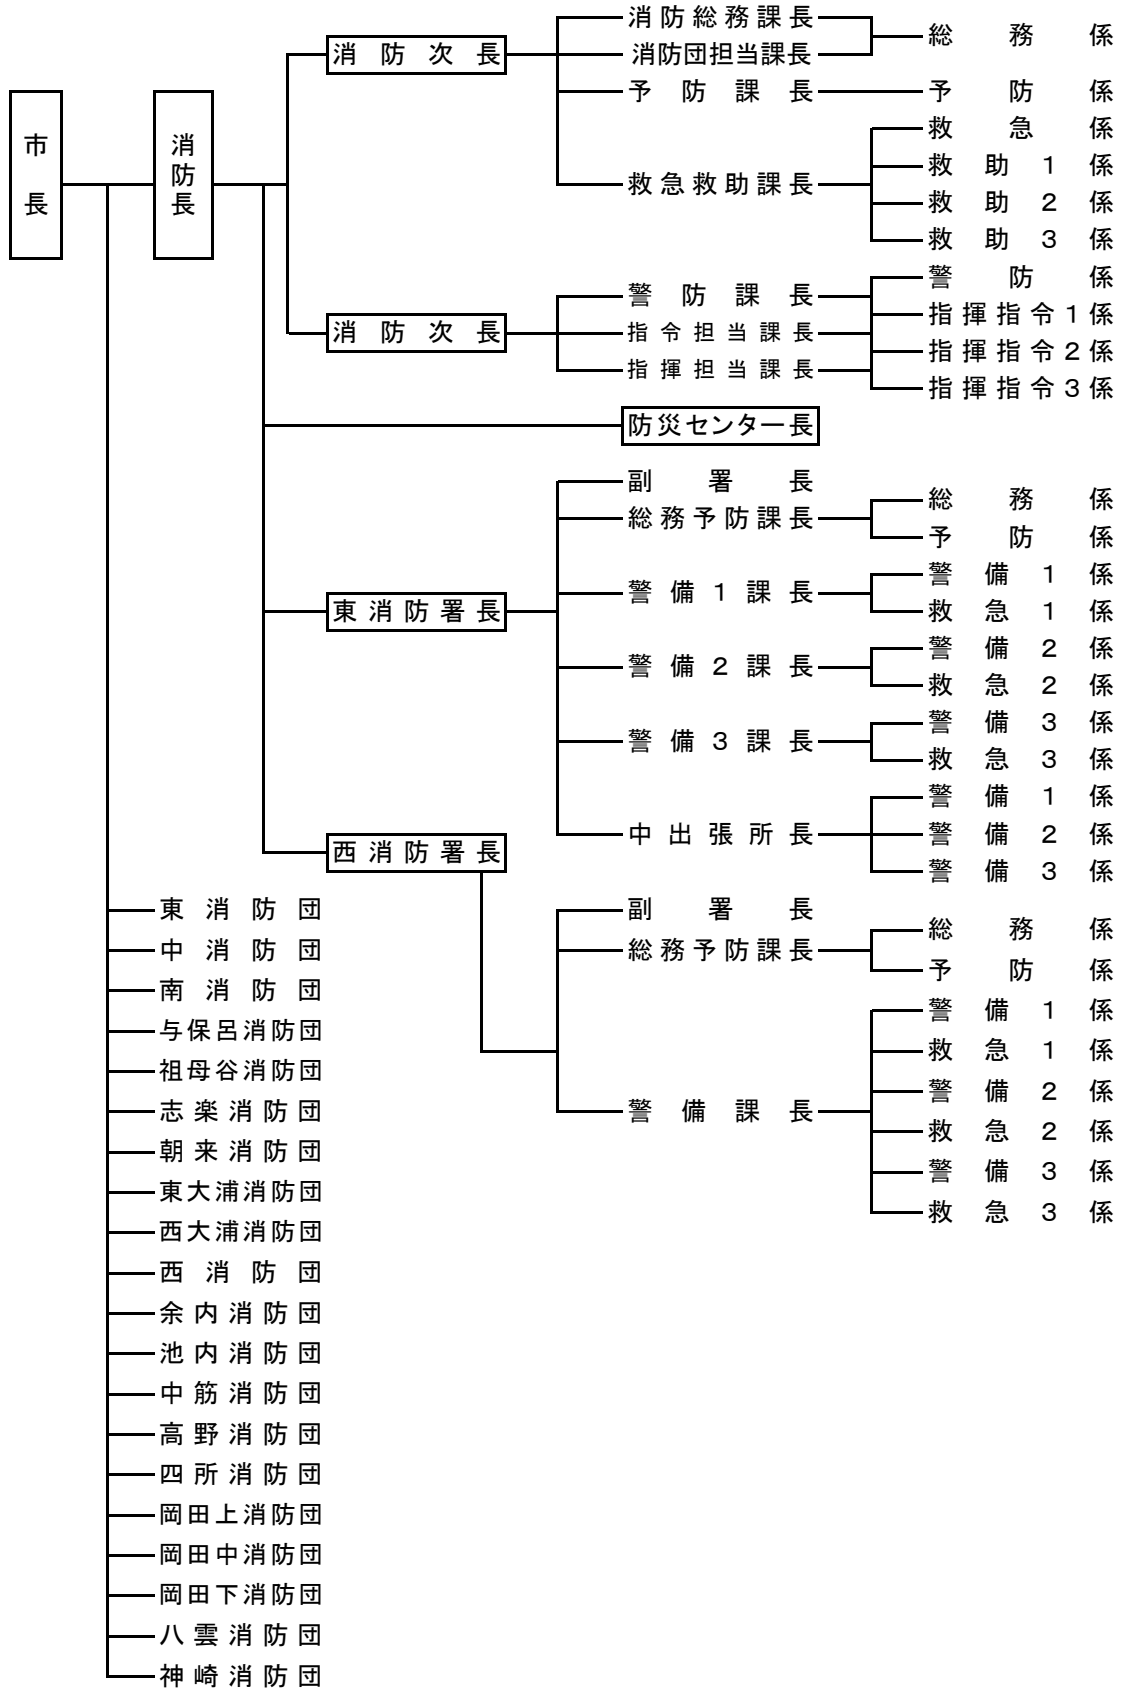 市長
消防長
消防次長
消防総務課長
消防団担当課長
総務係
予防課長
予防係
救急救助課長
救急係
救助1係
救助2係
救助3係
消防次長
警防課長
指令担当課長
指揮担当課長
警防係
指揮指令1係
指揮指令2係
指揮指令3係
防災センター長
東消防署長
副署長
総務予防課長
総務係
予防係
警備1課長
警備1係
救急1係
警備2課長
警備2係
救急2係
警備3課長
警備3係
救急3係
中出張所長
警備1係
警備2係
警備3係
西消防署長
副署長
総務予防課長
総務係
予防係
警備課長
警備1係
救急1係
警備2係
救急2係
警備3係
救急3係
東消防団
中消防団
南消防団
与保呂消防団
祖母谷消防団
志楽消防団
朝来消防団
東大浦消防団
西大浦消防団
西消防団
余内消防団
池内消防団
中筋消防団
高野消防団
四所消防団
岡田上消防団
岡田中消防団
岡田下消防団
八雲消防団
神崎消防団